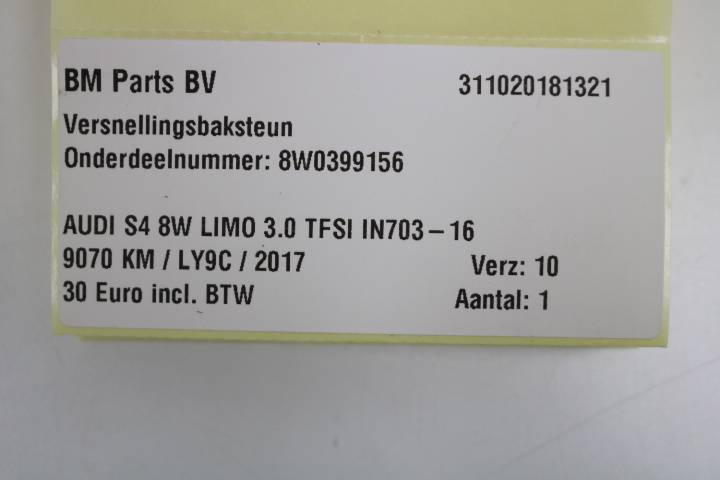 BM Parts BV 311020181321
Versnellingsbaksteun
Onderdeelnummer: 8W0399156
AUDI S4 8W LIMO 3.0 TFSI IN703-16
9070 KM / LY9C / 2017 Verz: 10
30 Euro incl. BTW Aantal: 1